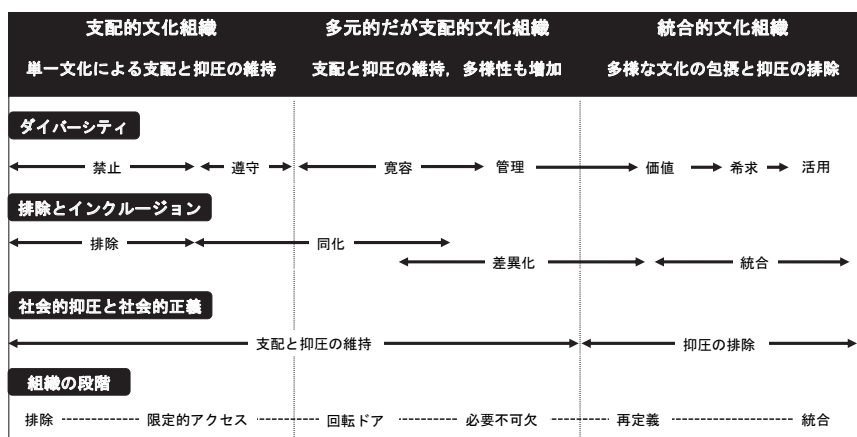 支配的文化組織 多元的だが支配的文化組織 統合的文化組織
単一文化による支配と抑圧の維持 支配と抑圧の維持，多様性も増加 多様な文化の包摂と抑圧の排除
ダイバーシティ
禁止 遵守 寛容 管理 価値 希求 活用
排除とインクルージョン
排除 同化
差異化 統合
社会的抑圧と社会的正義
支配と抑圧の維持 抑圧の排除
組織の段階
排除 限定的アクセス 回転ドア 必要不可欠 再定義 統合